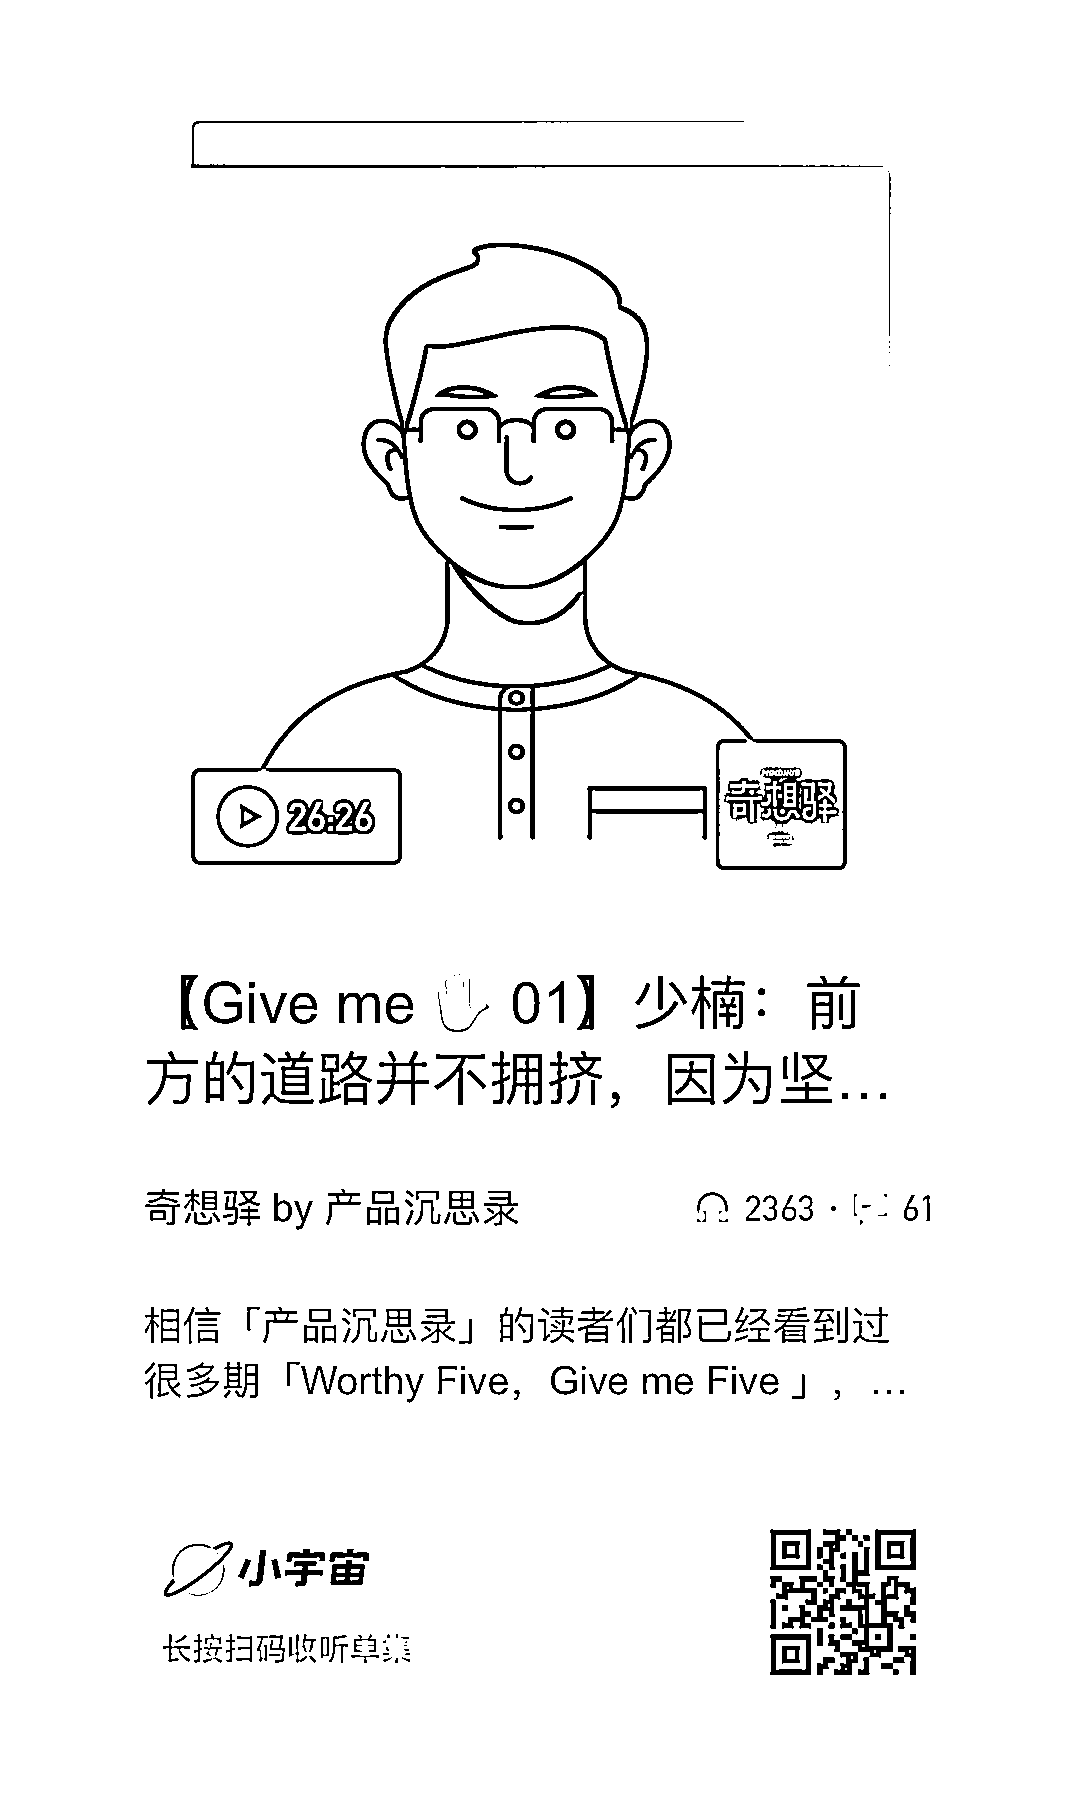 26:26
奇想驿
【Give me 🖐 01】少楠：前
方的道路并不拥挤，因为坚...
奇想驿 by 产品沉思录
2363 · 61
相信「产品沉思录」的读者们都已经看到过
很多期「Worthy Five，Give me Five 」，...
小宇宙
长按扫码收听单集